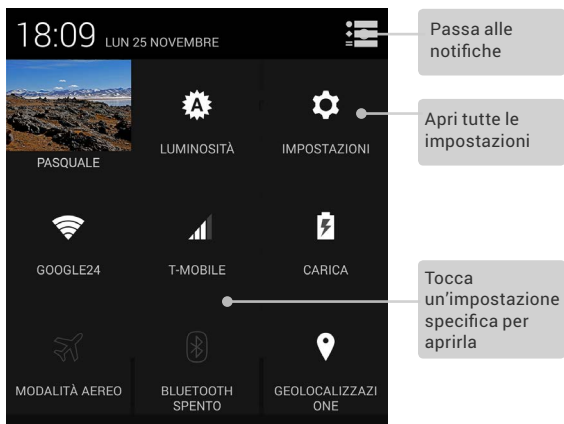 18:09 LUN 25 NOVEMBRE
Passa alle
notifiche
PASQUALE
LUMINOSITÀ
IMPOSTAZIONI
Apri tutte le
impostazioni
GOOGLE24
T-MOBILE
CARICA
Tocca
un'impostazione
specifica per
aprirla
MODALITÀ AEREO
BLUETOOTH
SPENTO
GEOLOCALIZZAZI
ONE